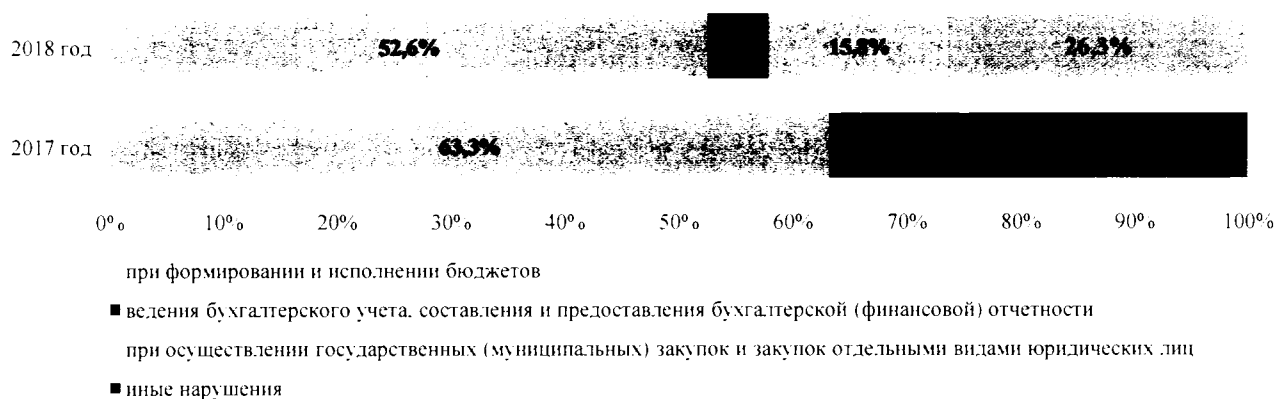 2018 год
52,6% 15,8% 26,3%
2017 год
63,3%
0% 10% 20% 30% 40% 50% 60% 70% 80% 90% 100%
при формировании и исполнении бюджетов
■ ведения бухгалтерского учета, составления и предоставления бухгалтерской (финансовой) отчетности
при осуществлении государственных (муниципальных) закупок и закупок отдельными видами юридических лиц
■ иные нарушения